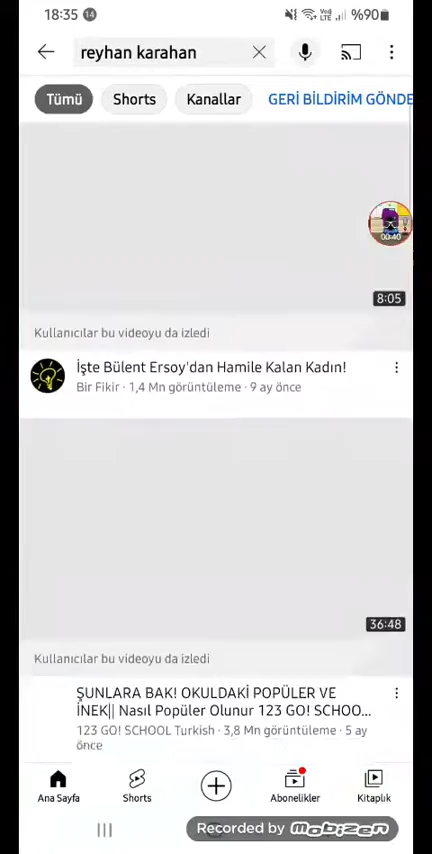 18:35 14 %90
reyhan karahan
Tümü Shorts Kanallar GERİ BİLDİRİM GÖNDE
00:40
8:05
Kullanıcılar bu videoyu da izledi
İşte Bülent Ersoy'dan Hamile Kalan Kadın!
Bir Fikir · 1,4 Mn görüntüleme · 9 ay önce
36:48
Kullanıcılar bu videoyu da izledi
ŞUNLARA BAK! OKULDAKİ POPÜLER VE
İNEK|| Nasıl Popüler Olunur 123 GO! SCHOO...
123 GO! SCHOOL Turkish · 3,8 Mn görüntüleme · 5 ay
önce
Ana Sayfa Shorts Abonelikler Kitaplık
Recorded by MOBIZEN